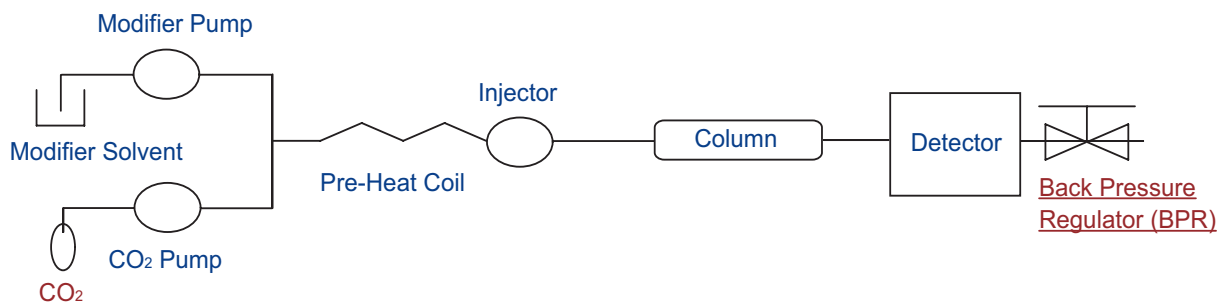 Modifier Pump
Modifier Solvent
CO₂ Pump
CO₂
Pre-Heat Coil
Injector
Column
Detector
Back Pressure
Regulator (BPR)